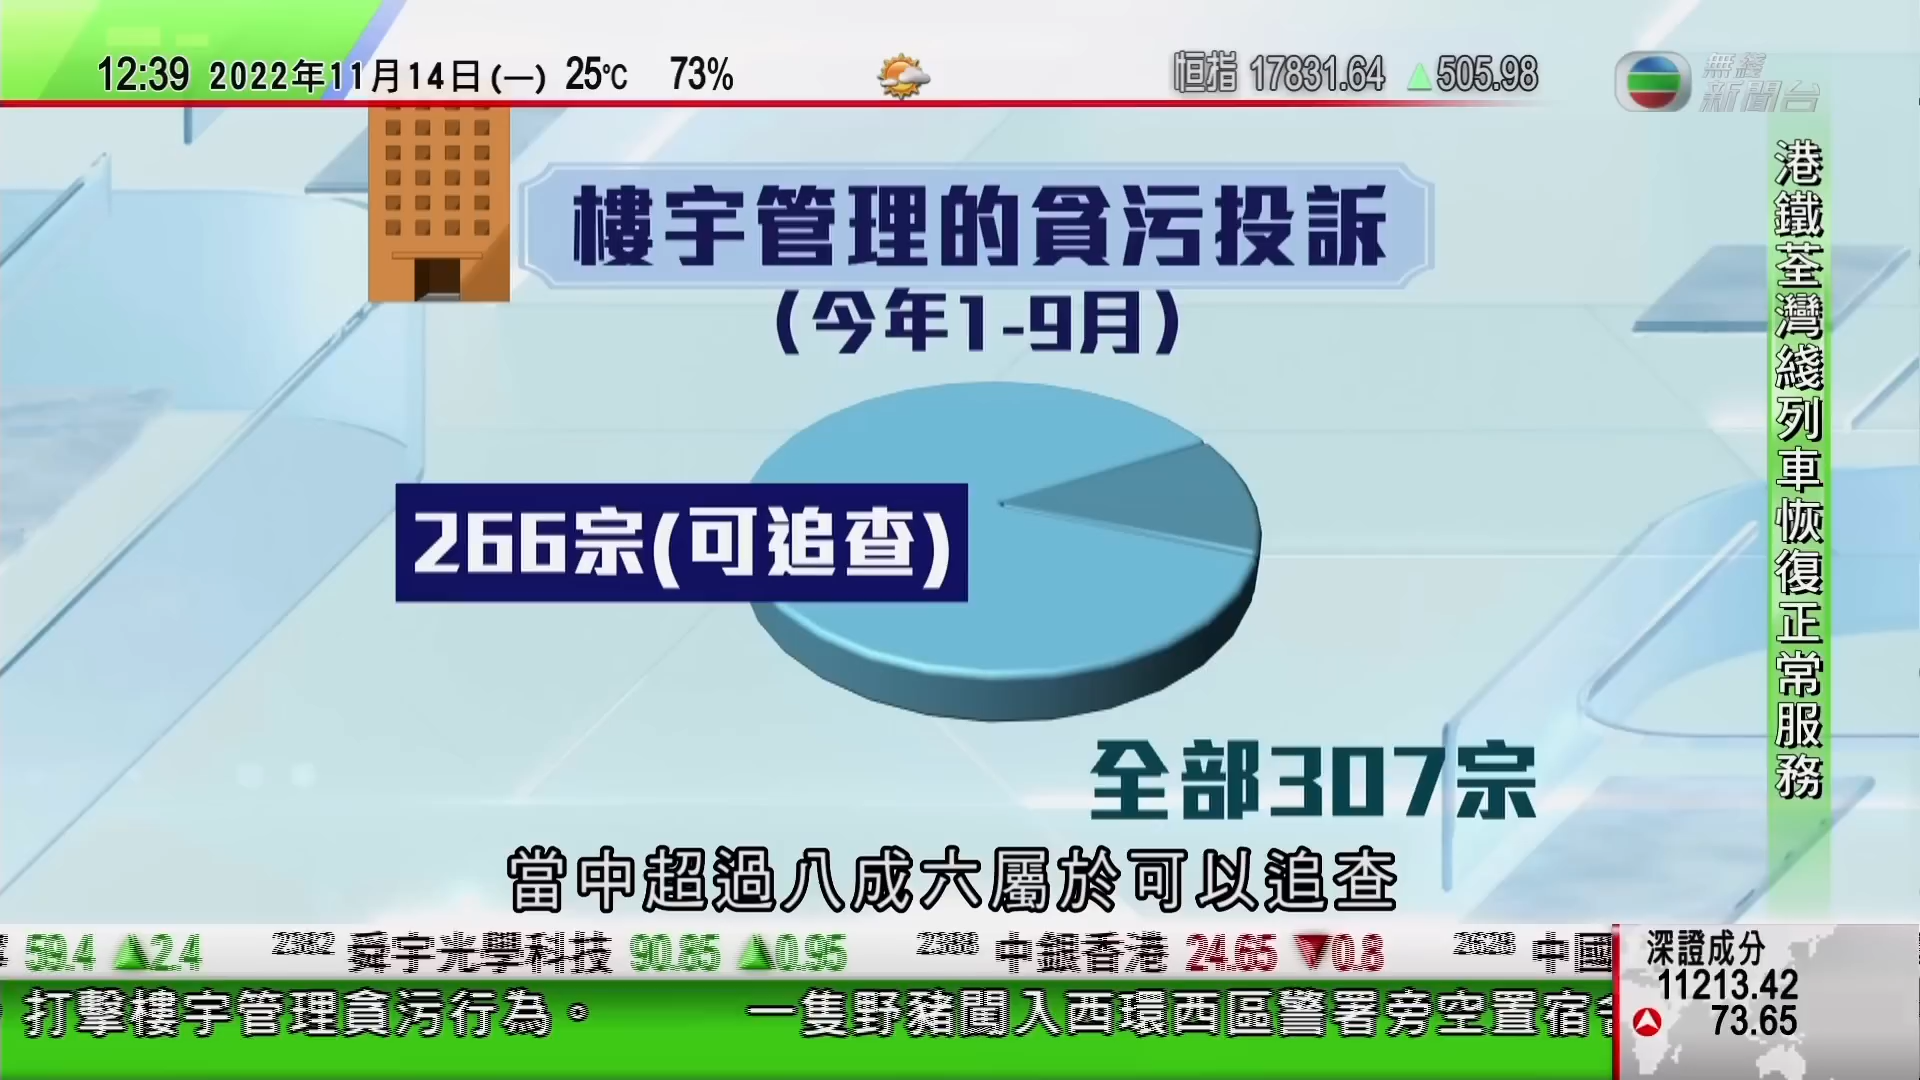 12:39 2022年11月14日(一) 25℃ 73%
恒指 17831.64 ▲505.98
無綫
新聞台
樓宇管理的貪污投訴
(今年1-9月)
266宗(可追查)
全部307宗
當中超過八成六屬於可以追查
港鐵荃灣綫列車恢復正常服務
59.4 ▲2.4 2382 舜宇光學科技 90.85 ▲0.95 2388 中銀香港 24.65 ▼0.8 2628 中國
打擊樓宇管理貪污行為。 一隻野豬闖入西環西區警署旁空置宿
深證成分
11213.42
73.65